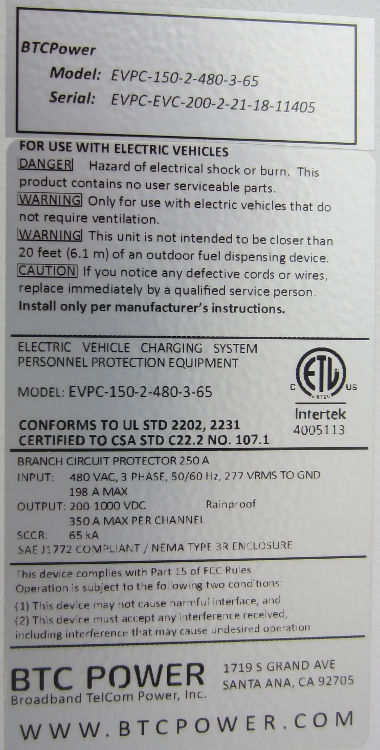 BTCPower
Model: EVPC-150-2-480-3-65
Serial: EVPC-EVC-200-2-21-18-11405
FOR USE WITH ELECTRIC VEHICLES
DANGER Hazard of electrical shock or burn. This
product contains no user serviceable parts.
WARNING Only for use with electric vehicles that do
not require ventilation.
WARNING This unit is not intended to be closer than
20 feet (6.1 m) of an outdoor fuel dispensing device.
CAUTION If you notice any defective cords or wires,
replace immediately by a qualified service person.
Install only per manufacturer's instructions.
ELECTRIC VEHICLE CHARGING SYSTEM
PERSONNEL PROTECTION EQUIPMENT
MODEL: EVPC-150-2-480-3-65
CONFORMS TO UL STD 2202, 2231
CERTIFIED TO CSA STD C22.2 NO. 107.1
ETL
LISTED
C US
Intertek
4005113
BRANCH CIRCUIT PROTECTOR 250 A
INPUT: 480 VAC, 3 PHASE, 50/60 Hz, 277 VRMS TO GND
198 A MAX
OUTPUT: 200-1000 VDC Rainproof
350 A MAX PER CHANNEL
SCCR: 65 kA
SAE J1772 COMPLIANT / NEMA TYPE 3R ENCLOSURE
This device complies with Part 15 of FCC Rules.
Operation is subject to the following two conditions:
(1) This device may not cause harmful interface, and
(2) This device must accept any interference received,
including interference that may cause undesired operation
BTC POWER
Broadband TelCom Power, Inc.
1719 S GRAND AVE
SANTA ANA, CA 92705
WWW.BTCPOWER.COM